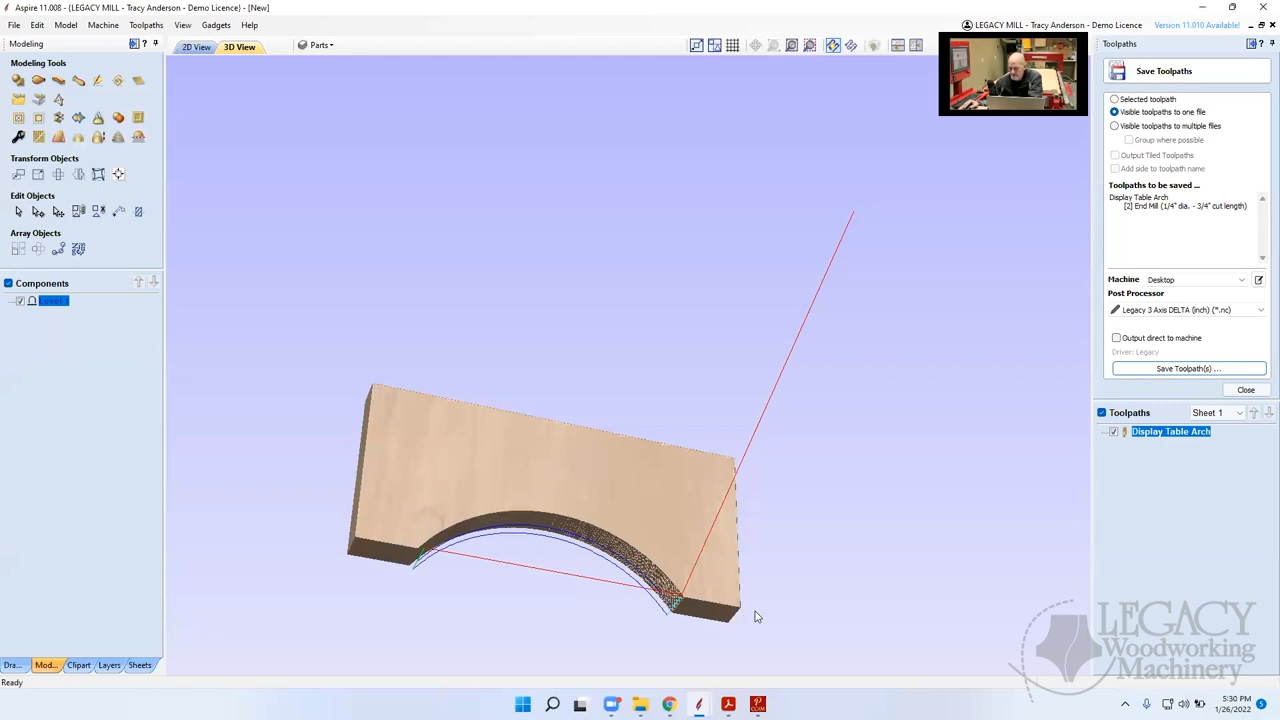 Aspire 11.008 - {LEGACY MILL - Tracy Anderson - Demo Licence} - [New]
File Edit Model Machine Toolpaths View Gadgets Help
LEGACY MILL - Tracy Anderson - Demo Licence Version 11.010 Available!
Modeling
2D View 3D View Parts
Modeling Tools
Transform Objects
Edit Objects
Array Objects
Components
Level 1
Toolpaths
Save Toolpaths
Selected toolpath
Visible toolpaths to one file
Visible toolpaths to multiple files
Group where possible
Output Tiled Toolpaths
Add side to toolpath name
Toolpaths to be saved ...
Display Table Arch
[2] End Mill (1/4" dia. - 3/4" cut length)
Machine Desktop
Post Processor
Legacy 3 Axis DELTA (inch) (*.nc)
Output direct to machine
Driver: Legacy
Save Toolpath(s) ...
Close
Toolpaths Sheet 1
Display Table Arch
LEGACY
Woodworking
Machinery
Dra... Mod... Clipart Layers Sheets
Ready
5:30 PM
1/26/2022